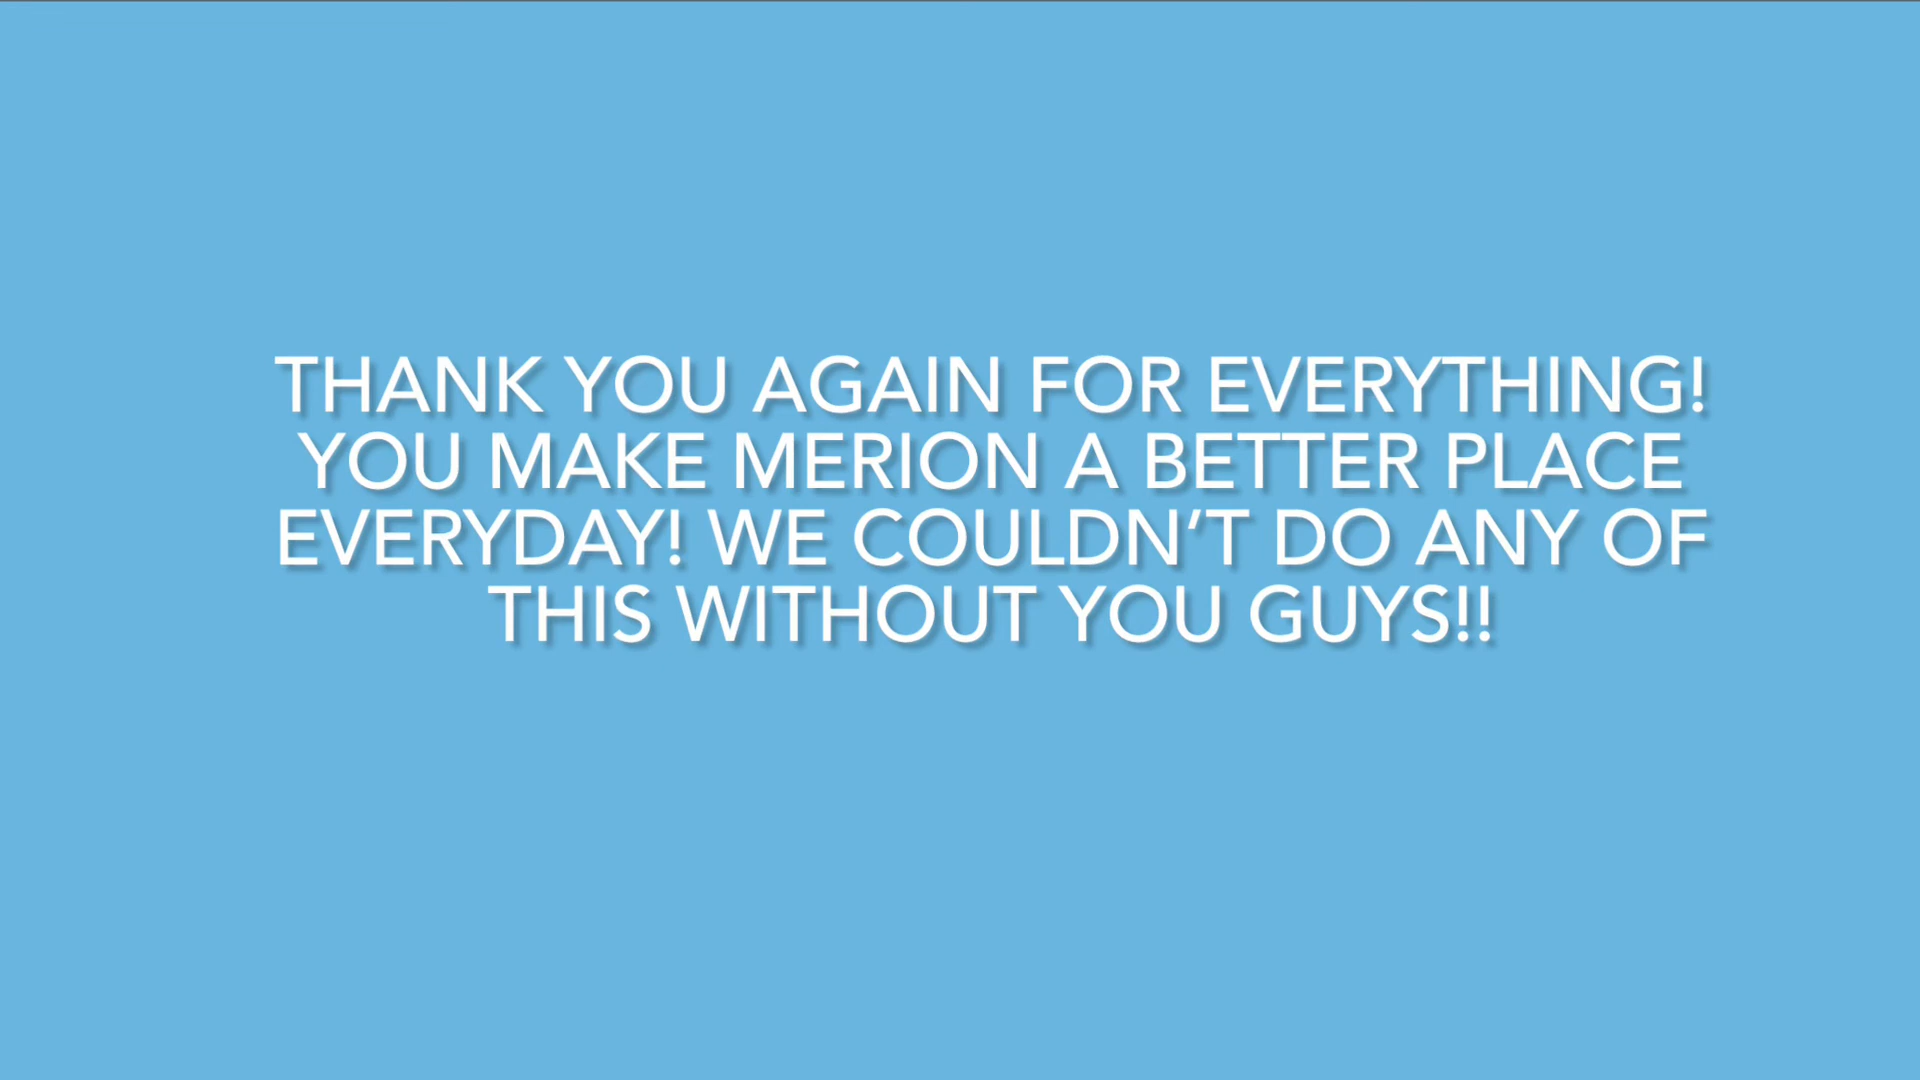 THANK YOU AGAIN FOR EVERYTHING!
YOU MAKE MERION A BETTER PLACE
EVERYDAY! WE COULDN’T DO ANY OF
THIS WITHOUT YOU GUYS!!